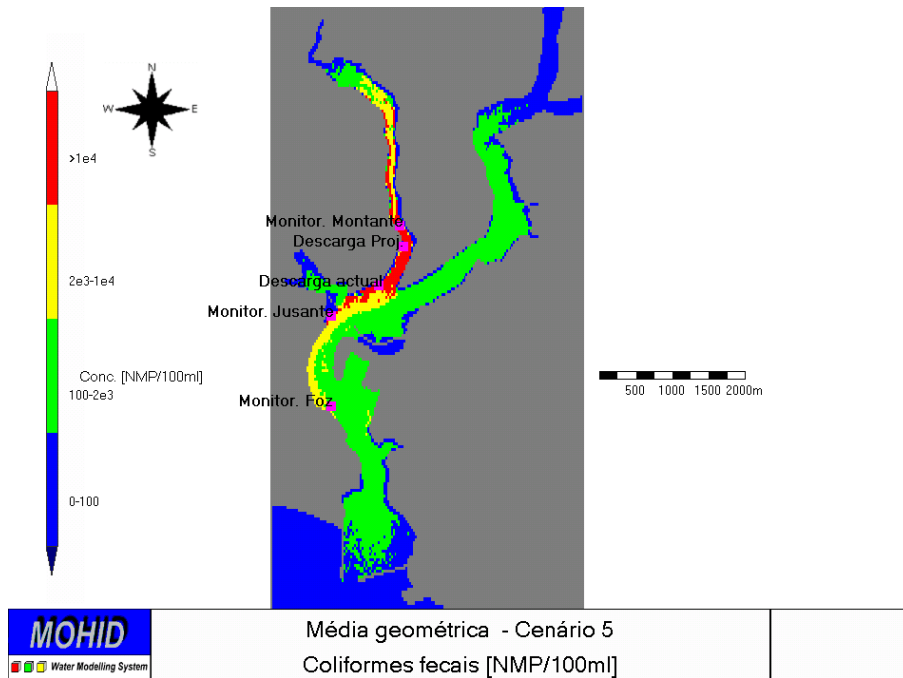 N
W E
S
>1e4
2e3-1e4
Conc. [NMP/100ml]
100-2e3
0-100
Monitor. Montante
Descarga Proj.
Descarga actual
Monitor. Jusante
Monitor. Foz
500 1000 1500 2000m
MOHID
Water Modelling System
Média geométrica - Cenário 5
Coliformes fecais [NMP/100ml]